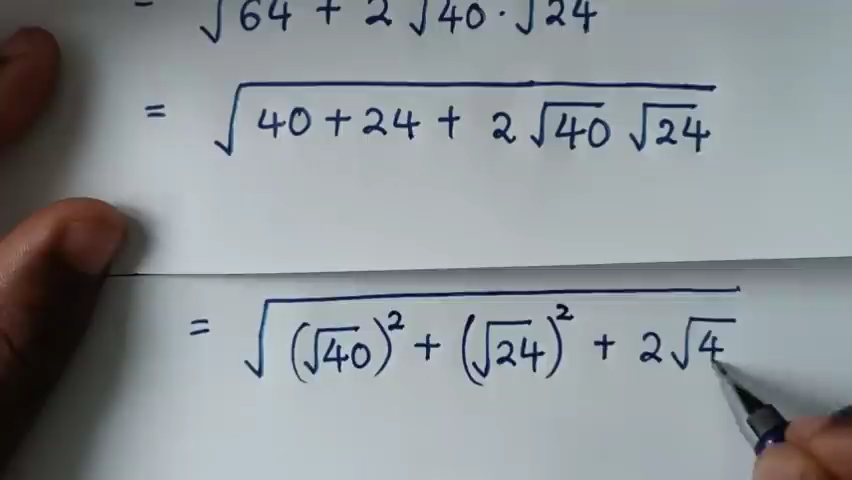 = √64 + 2 √40 · √24
= √(40 + 24 + 2 √40 √24)
= √((√40)² + (√24)² + 2 √4